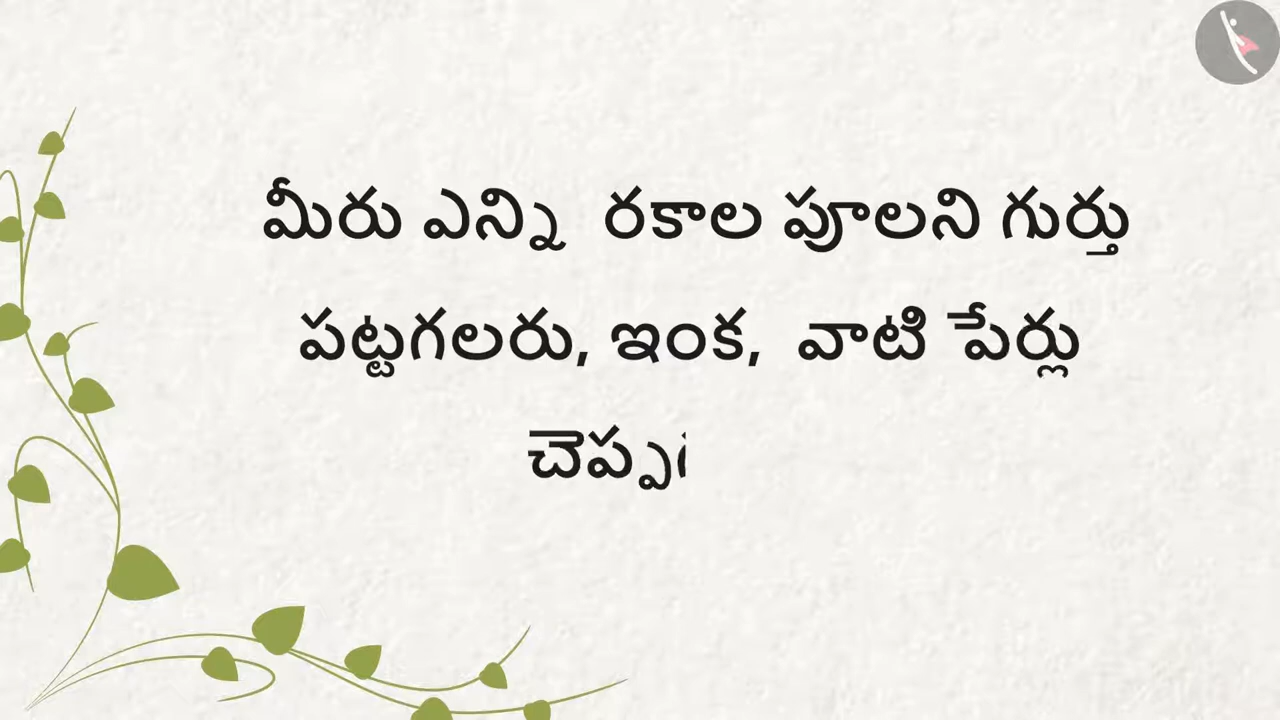 మీరు ఎన్ని రకాల పూలని గుర్తు
పట్టగలరు, ఇంక, వాటి పేర్లు
చెప్ప